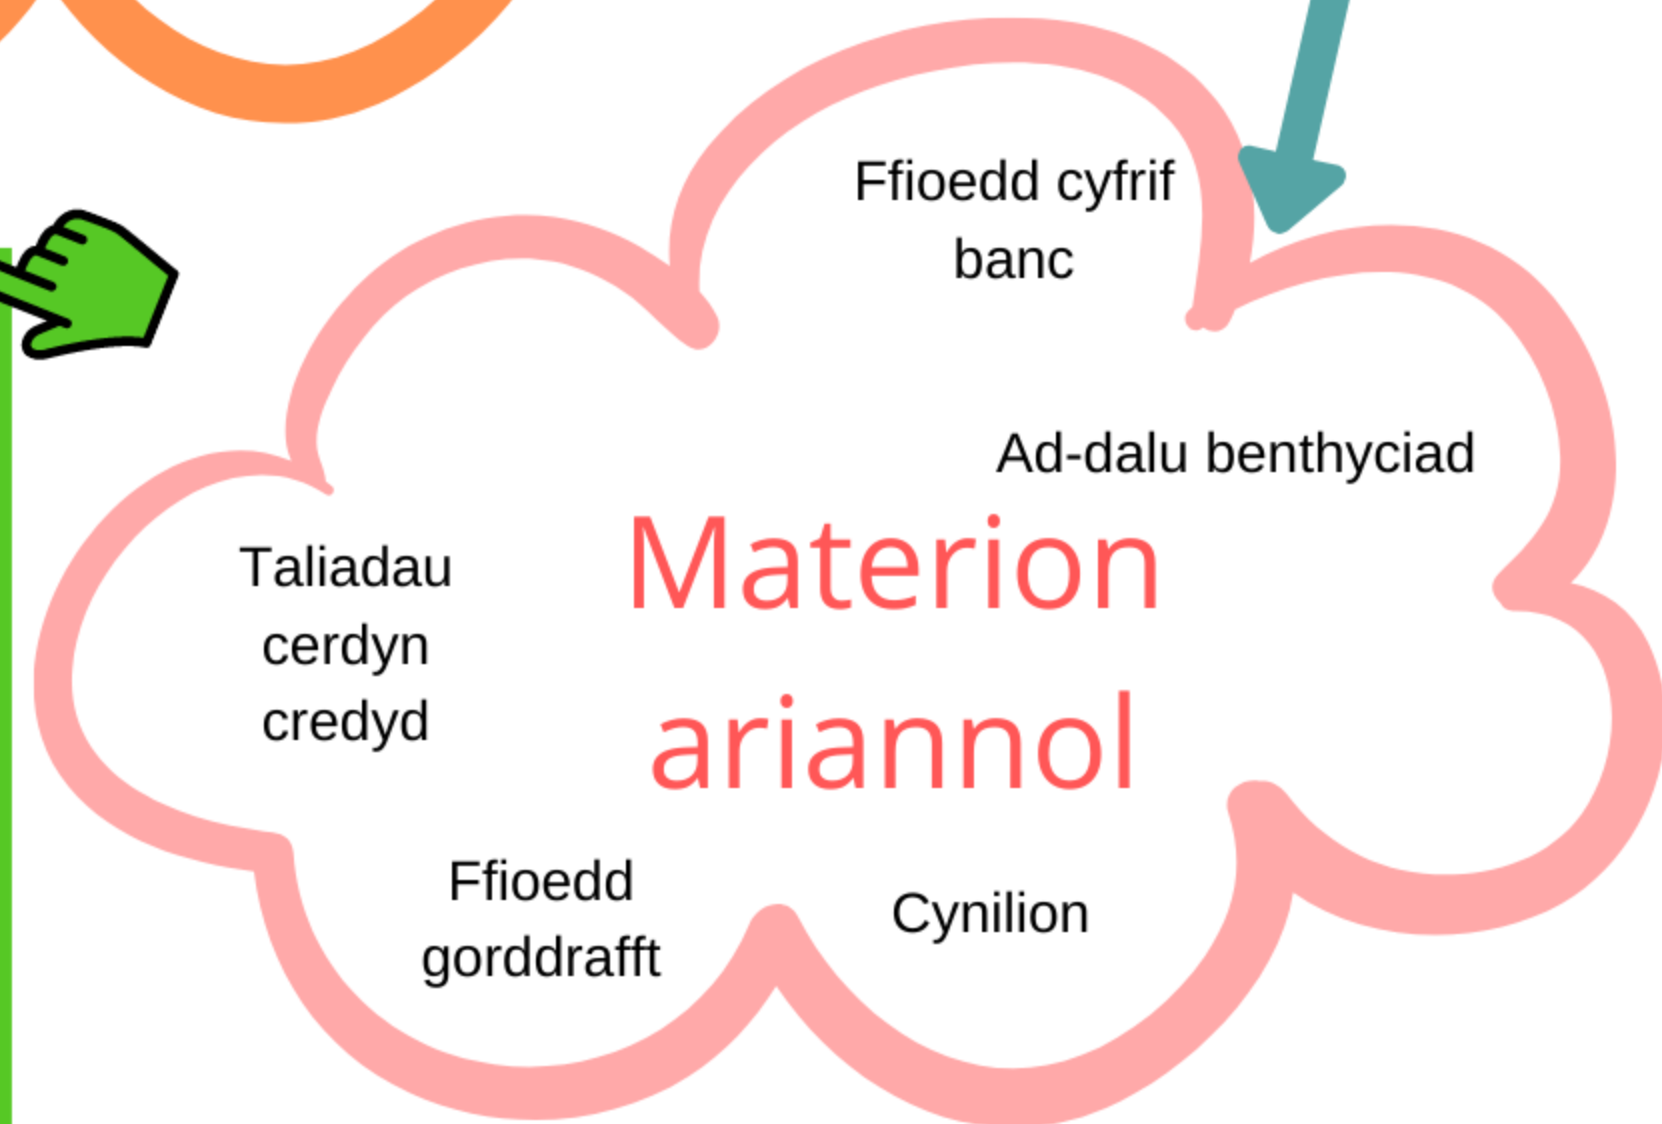 Ffioedd cyfrif
banc
Ad-dalu benthyciad
Materion
ariannol
Taliadau
cerdyn
credyd
Ffioedd
gorddrafft
Cynilion